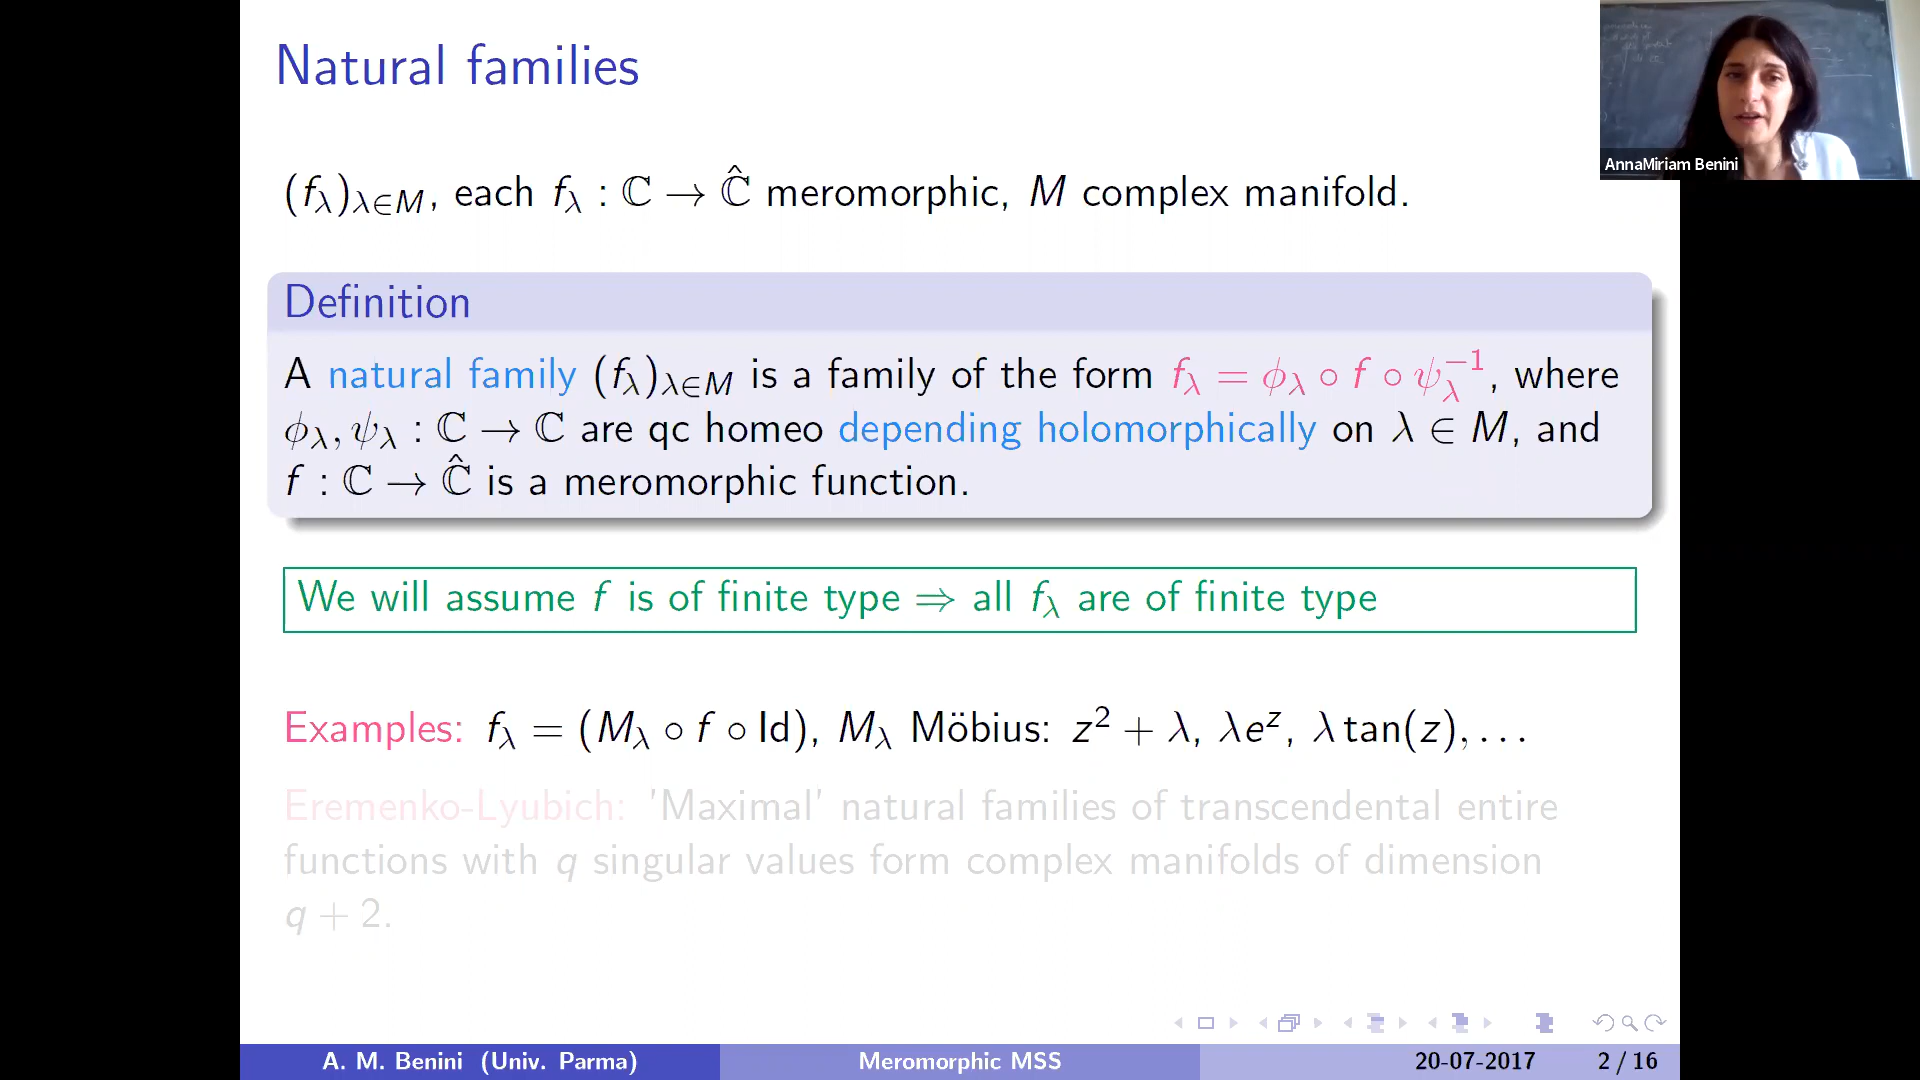 Natural families
AnnaMiriam Benini
(f_λ)_{λ∈M}, each f_λ : ℂ → Ĉ meromorphic, M complex manifold.
Definition
A natural family (f_λ)_{λ∈M} is a family of the form f_λ = ϕ_λ ∘ f ∘ ψ_λ^{−1}, where
ϕ_λ, ψ_λ : ℂ → ℂ are qc homeo depending holomorphically on λ ∈ M, and
f : ℂ → Ĉ is a meromorphic function.
We will assume f is of finite type ⇒ all f_λ are of finite type
Examples: f_λ = (M_λ ∘ f ∘ Id), M_λ Möbius: z² + λ, λe^z, λ tan(z), ...
Eremenko-Lyubich: 'Maximal' natural families of transcendental entire
functions with q singular values form complex manifolds of dimension
q + 2.
A. M. Benini (Univ. Parma) Meromorphic MSS 20-07-2017 2 / 16